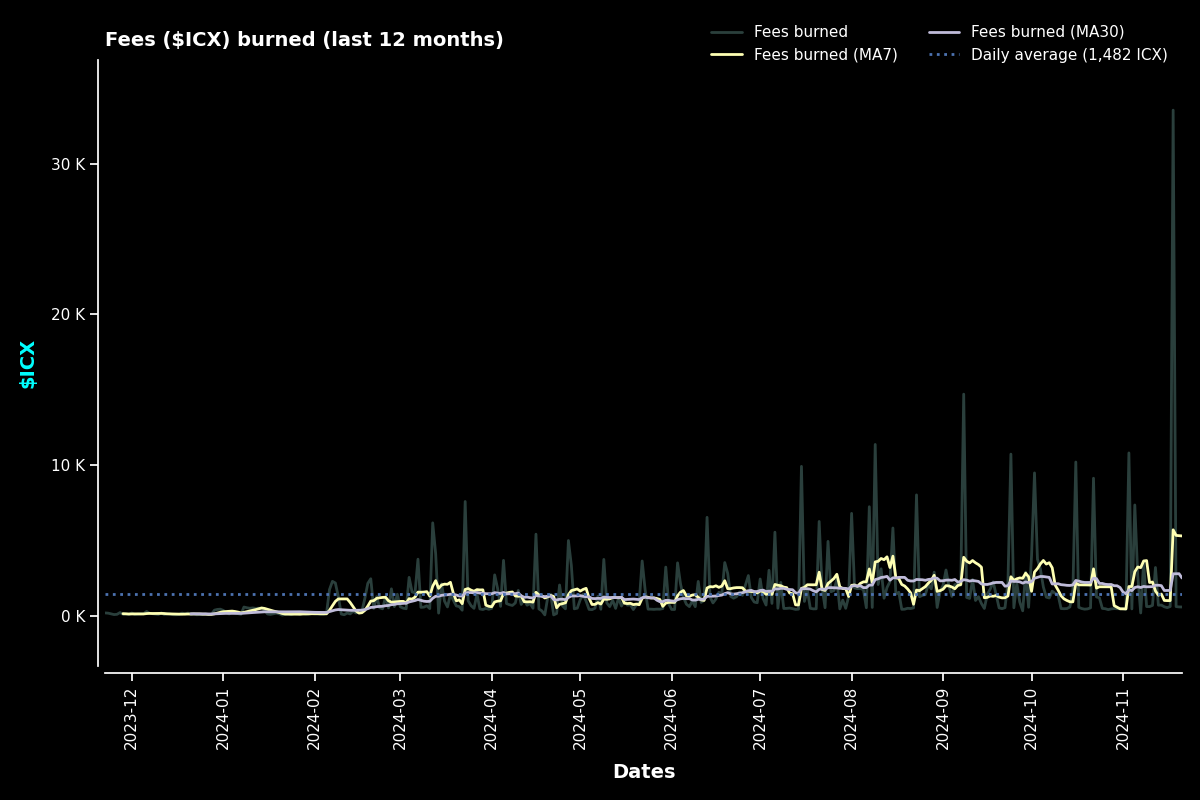 Fees ($ICX) burned (last 12 months)
Fees burned
Fees burned (MA7)
Fees burned (MA30)
Daily average (1,482 ICX)
30 K
20 K
10 K
0 K
$ICX
2023-12
2024-01
2024-02
2024-03
2024-04
2024-05
2024-06
2024-07
2024-08
2024-09
2024-10
2024-11
Dates